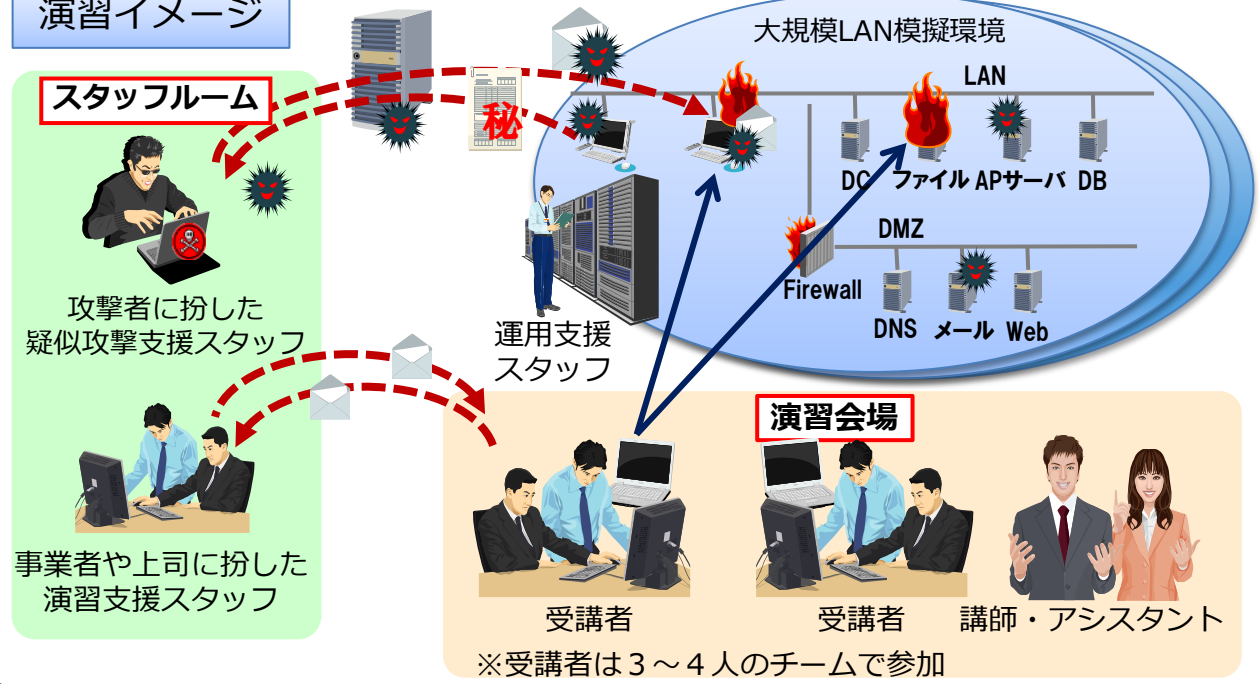 演習イメージ
大規模LAN模擬環境
LAN
スタッフルーム
秘
DC ファイル APサーバ DB
DMZ
Firewall
DNS メール Web
攻撃者に扮した
疑似攻撃支援スタッフ
運用支援
スタッフ
演習会場
事業者や上司に扮した
演習支援スタッフ
受講者
受講者
講師・アシスタント
※受講者は３～４人のチームで参加